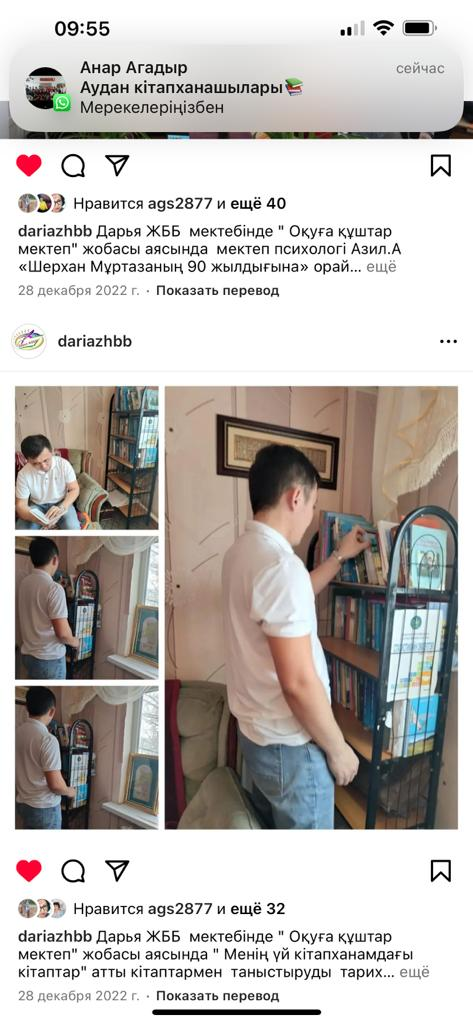 09:55
Анар Агадыр
сейчас
Аудан кітапханашылары📚
Мерекелеріңізбен
Нравится ags2877 и ещё 40
dariazhbb Дарья ЖББ мектебінде " Оқуға құштар
мектеп" жобасы аясында мектеп психологі Азил.А
«Шерхан Мұртазаның 90 жылдығына» орай... ещё
28 декабря 2022 г. · Показать перевод
dariazhbb
Нравится ags2877 и ещё 32
dariazhbb Дарья ЖББ мектебінде " Оқуға құштар
мектеп" жобасы аясында " Менің үй кітапханамдағы
кітаптар" атты кітаптармен таныстыруды тарих... ещё
28 декабря 2022 г. · Показать перевод